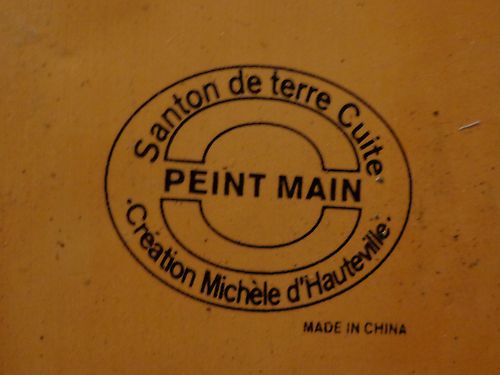 Santon de terre Cuite
PEINT MAIN
Création Michèle d'Hauteville
MADE IN CHINA